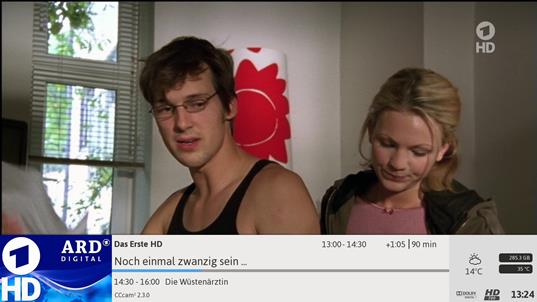 1
HD
ARD
DIGITAL
HD
Das Erste HD 13:00 - 14:30 +1:05 90 min
Noch einmal zwanzig sein ...
14:30 - 16:00 Die Wüstenärztin
CCcam² 2.3.0
14°C
285.3 GB
35 °C
DOLBY HD 13:24